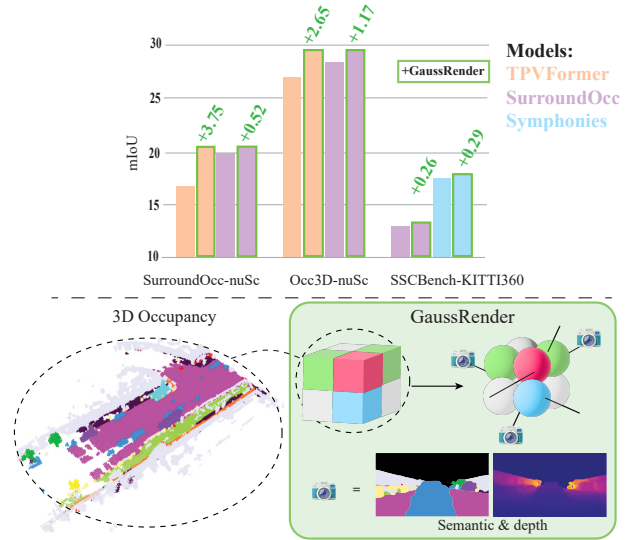 30
25
20
15
10
mIoU
+3.75
+0.52
+2.65
+1.17
+0.26
+0.29
+GaussRender
Models:
TPVFormer
SurroundOcc
Symphonies
SurroundOcc-nuSc
Occ3D-nuSc
SSCBench-KITTI360
3D Occupancy
GaussRender
=
Semantic & depth